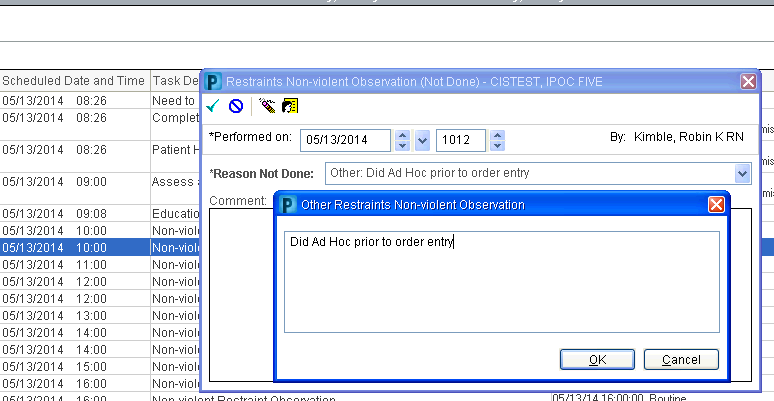 Scheduled Date and Time Task De
Restraints Non-violent Observation (Not Done) - CISTEST, IPOC FIVE
05/13/2014 08:26 Need to
05/13/2014 08:26 Complet
*Performed on: 05/13/2014 1012 By: Kimble, Robin K RN
05/13/2014 08:26 Patient H
*Reason Not Done: Other: Did Ad Hoc prior to order entry
05/13/2014 09:00 Assess a
Comment:
Other Restraints Non-violent Observation
05/13/2014 09:08 Educatio
05/13/2014 10:00 Non-viol
Did Ad Hoc prior to order entry
05/13/2014 10:00 Non-viol
05/13/2014 11:00 Non-viol
05/13/2014 12:00 Non-viol
05/13/2014 12:00 Non-viol
05/13/2014 13:00 Non-viol
05/13/2014 14:00 Non-viol
05/13/2014 14:00 Non-viol
05/13/2014 15:00 Non-viol
OK Cancel
05/13/2014 16:00 Non-viol
05/13/2014 16:00 Non-violent Restraint Observation 05/13/14 16:00:00, Routine